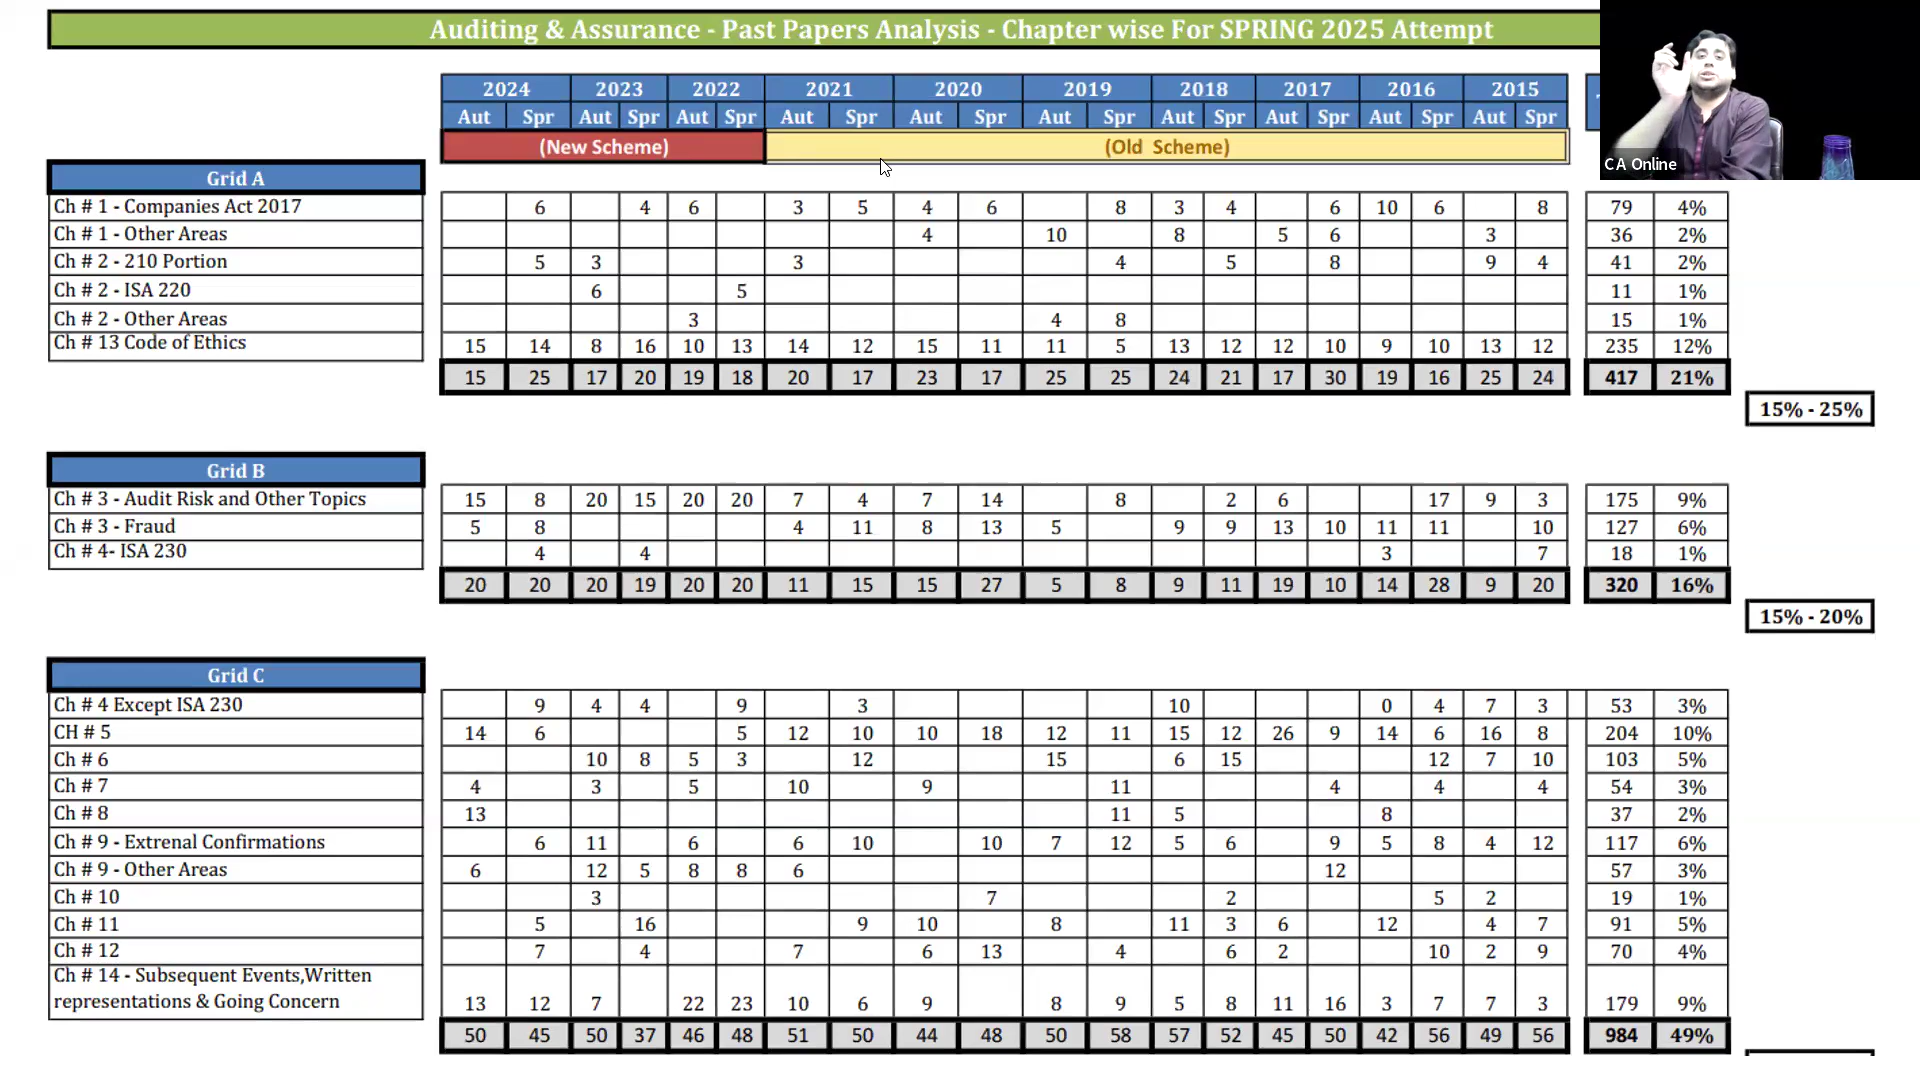 Auditing & Assurance - Past Papers Analysis - Chapter wise For SPRING 2025 Attempt
2024 2023 2022 2021 2020 2019 2018 2017 2016 2015
Aut Spr Aut Spr Aut Spr Aut Spr Aut Spr Aut Spr Aut Spr Aut Spr Aut Spr Aut Spr
(New Scheme) (Old Scheme)
CA Online
Grid A
Ch # 1 - Companies Act 2017 6 4 6 3 5 4 6 8 3 4 6 10 6 8 79 4%
Ch # 1 - Other Areas 4 10 8 5 6 3 36 2%
Ch # 2 - 210 Portion 5 3 3 4 5 8 9 4 41 2%
Ch # 2 - ISA 220 6 5 11 1%
Ch # 2 - Other Areas 3 4 8 15 1%
Ch # 13 Code of Ethics 15 14 8 16 10 13 14 12 15 11 11 5 13 12 12 10 9 10 13 12 235 12%
15 25 17 20 19 18 20 17 23 17 25 25 24 21 17 30 19 16 25 24 417 21%
15% - 25%
Grid B
Ch # 3 - Audit Risk and Other Topics 15 8 20 15 20 20 7 4 7 14 8 2 6 17 9 3 175 9%
Ch # 3 - Fraud 5 8 4 11 8 13 5 9 9 13 10 11 11 10 127 6%
Ch # 4- ISA 230 4 4 3 7 18 1%
20 20 20 19 20 20 11 15 15 27 5 8 9 11 19 10 14 28 9 20 320 16%
15% - 20%
Grid C
Ch # 4 Except ISA 230 9 4 4 9 3 10 0 4 7 3 53 3%
CH # 5 14 6 5 12 10 10 18 12 11 15 12 26 9 14 6 16 8 204 10%
Ch # 6 10 8 5 3 12 15 6 15 12 7 10 103 5%
Ch # 7 4 3 5 10 9 11 4 4 4 54 3%
Ch # 8 13 11 5 8 37 2%
Ch # 9 - Extrenal Confirmations 6 11 6 6 10 10 7 12 5 6 9 5 8 4 12 117 6%
Ch # 9 - Other Areas 6 12 5 8 8 6 12 57 3%
Ch # 10 3 7 2 5 2 19 1%
Ch # 11 5 16 9 10 8 11 3 6 12 4 7 91 5%
Ch # 12 7 4 7 6 13 4 6 2 10 2 9 70 4%
Ch # 14 - Subsequent Events,Written
representations & Going Concern 13 12 7 22 23 10 6 9 8 9 5 8 11 16 3 7 7 3 179 9%
50 45 50 37 46 48 51 50 44 48 50 58 57 52 45 50 42 56 49 56 984 49%